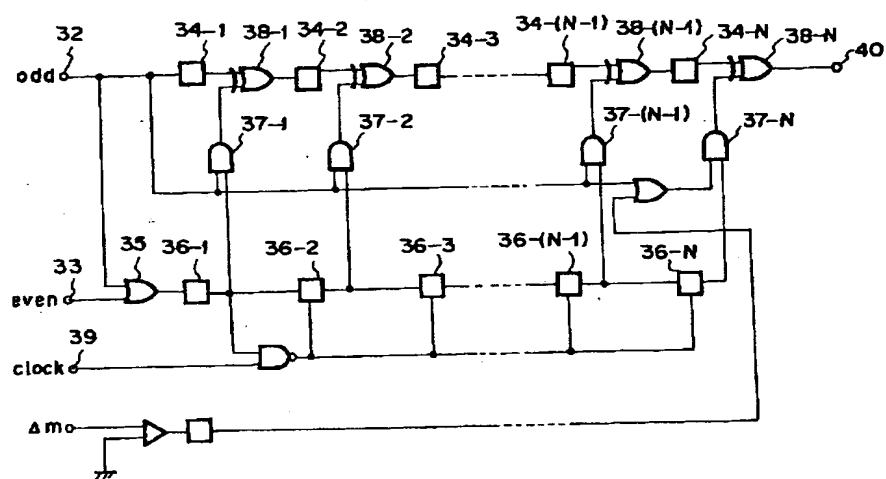 32 34-1 38-1 34-2 38-2 34-3 34-(N-1) 38-(N-1) 34-N 38-N 40
odd
37-1 37-2 37-(N-1) 37-N
33 35 36-1 36-2 36-3 36-(N-1) 36-N
even
39
clock
Δm